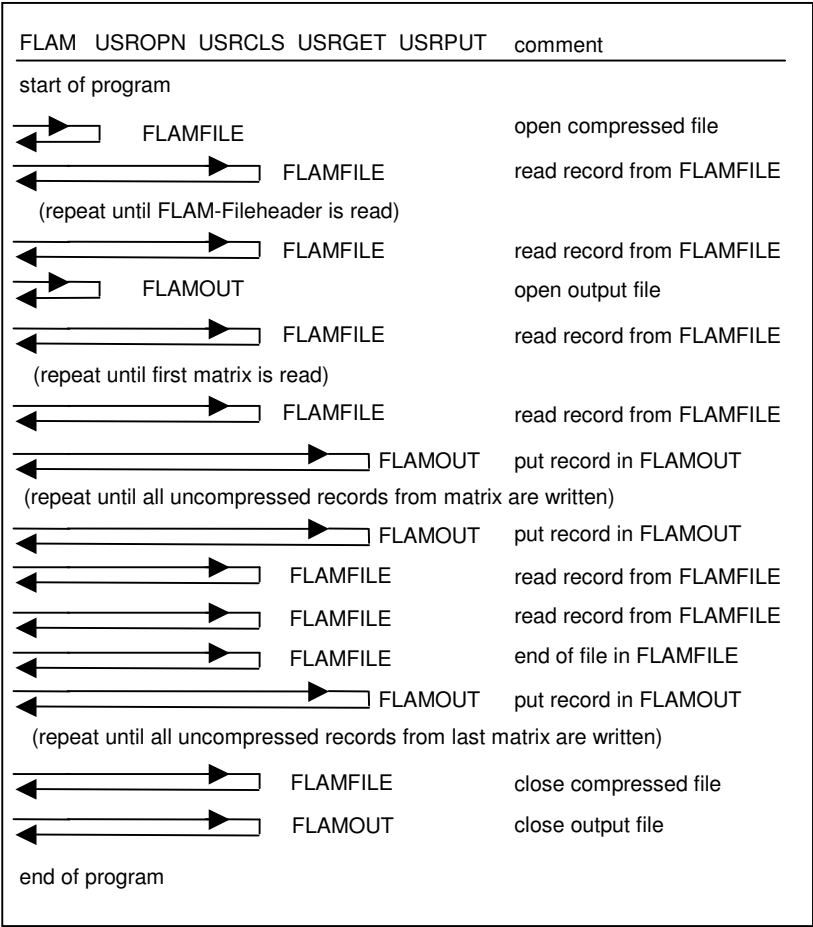 FLAM USROPN USRCLS USRGET USRPUT comment
start of program
FLAMFILE open compressed file
FLAMFILE read record from FLAMFILE
(repeat until FLAM-Fileheader is read)
FLAMFILE read record from FLAMFILE
FLAMOUT open output file
FLAMFILE read record from FLAMFILE
(repeat until first matrix is read)
FLAMFILE read record from FLAMFILE
FLAMOUT put record in FLAMOUT
(repeat until all uncompressed records from matrix are written)
FLAMOUT put record in FLAMOUT
FLAMFILE read record from FLAMFILE
FLAMFILE read record from FLAMFILE
FLAMFILE end of file in FLAMFILE
FLAMOUT put record in FLAMOUT
(repeat until all uncompressed records from last matrix are written)
FLAMFILE close compressed file
FLAMOUT close output file
end of program